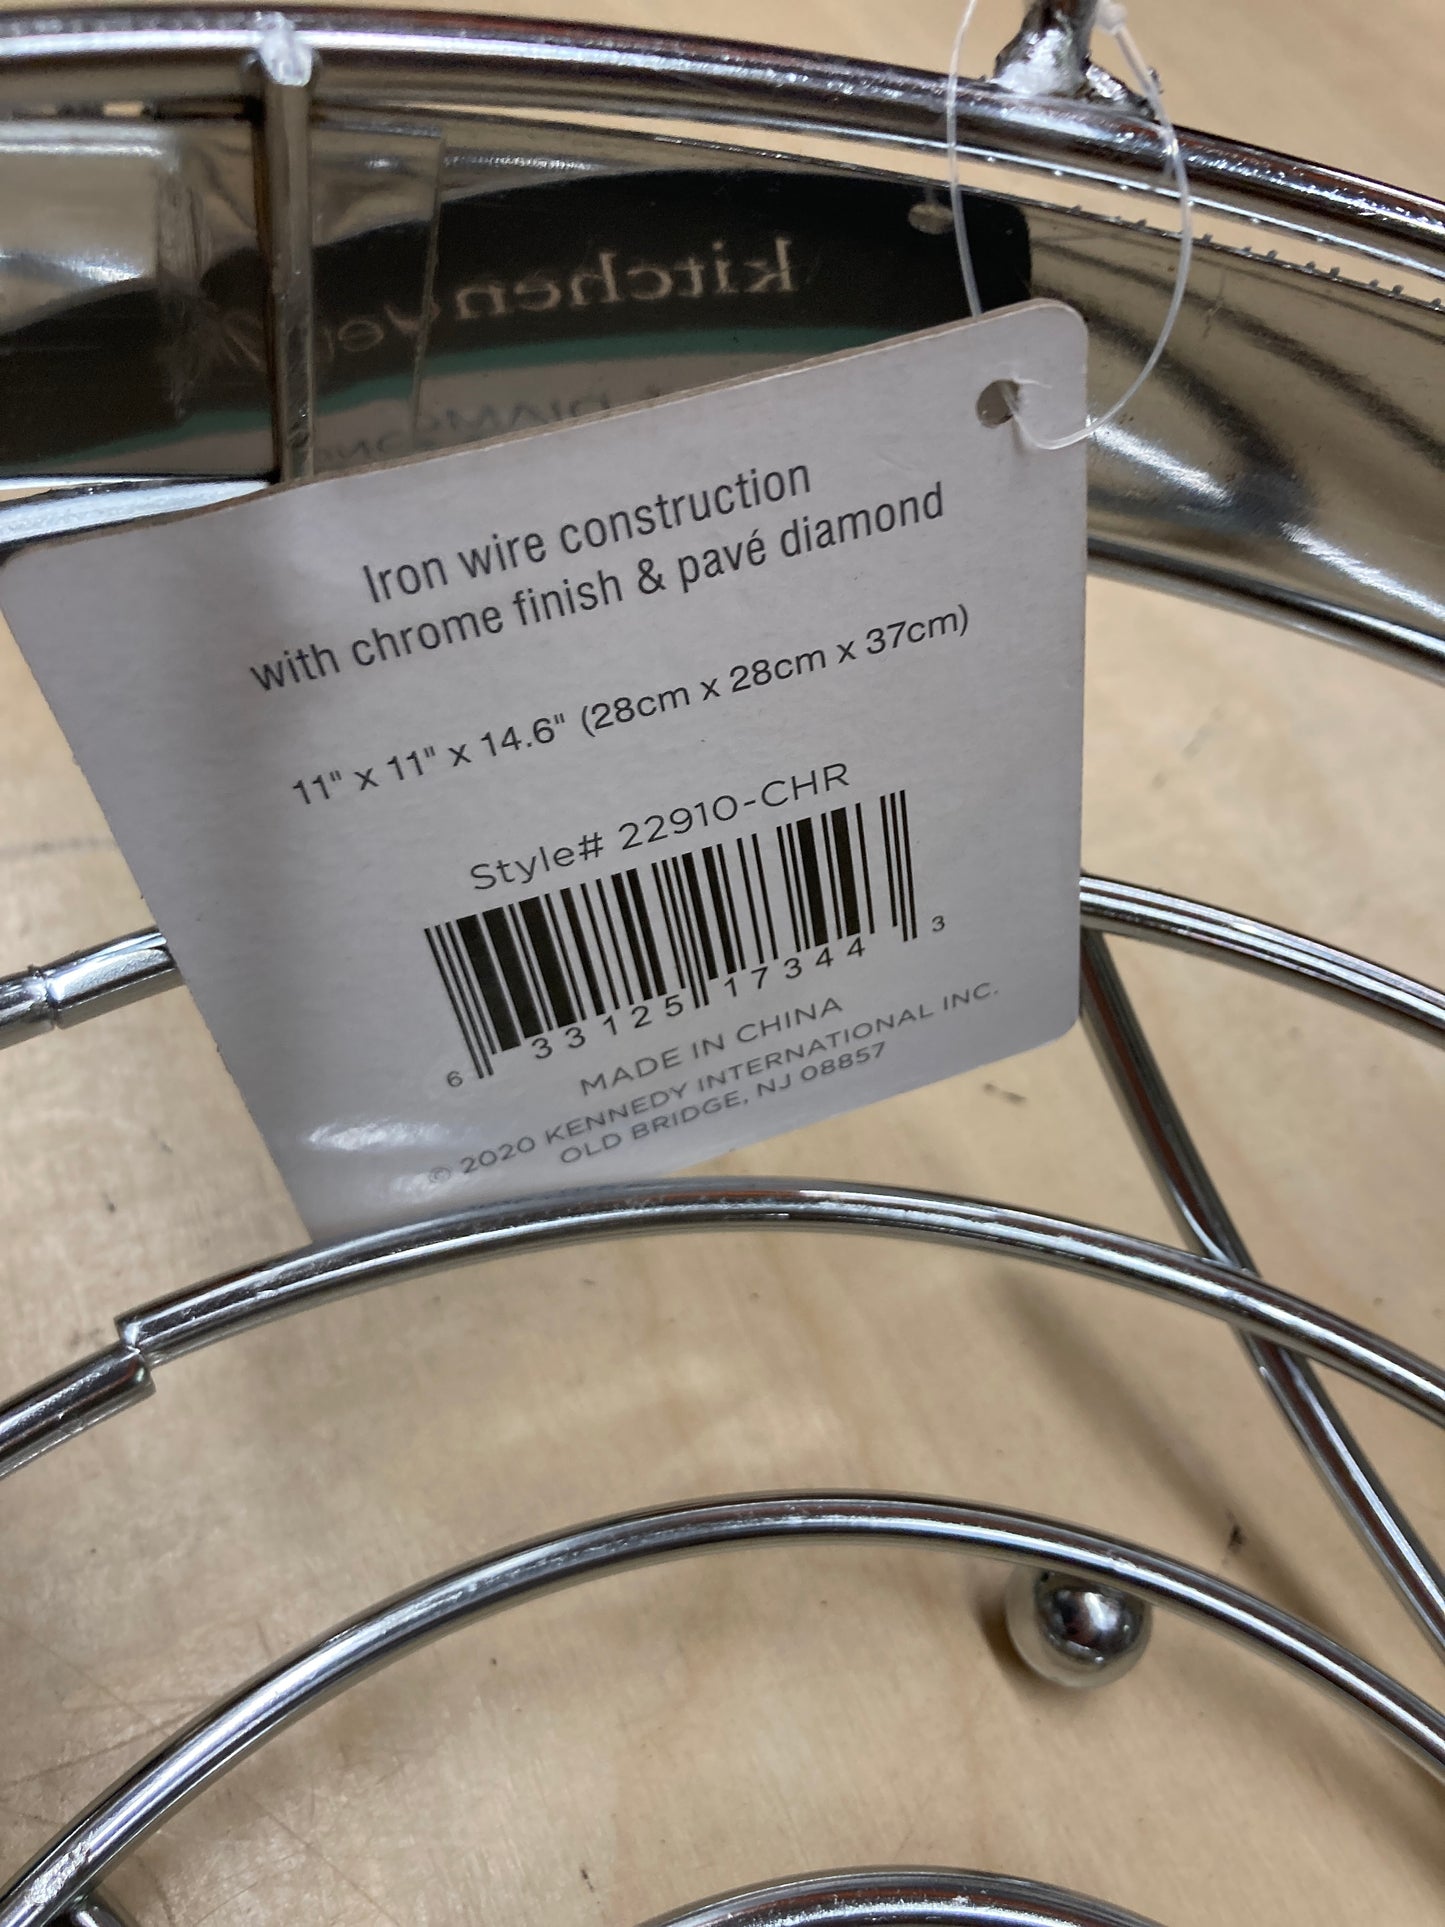 kitchen
Iron wire construction
with chrome finish & pavé diamond
11" x 11" x 14.6" (28cm x 28cm x 37cm)
Style# 22910-CHR
6 33125 17344 3
MADE IN CHINA
© 2020 KENNEDY INTERNATIONAL INC.
OLD BRIDGE, NJ 08857